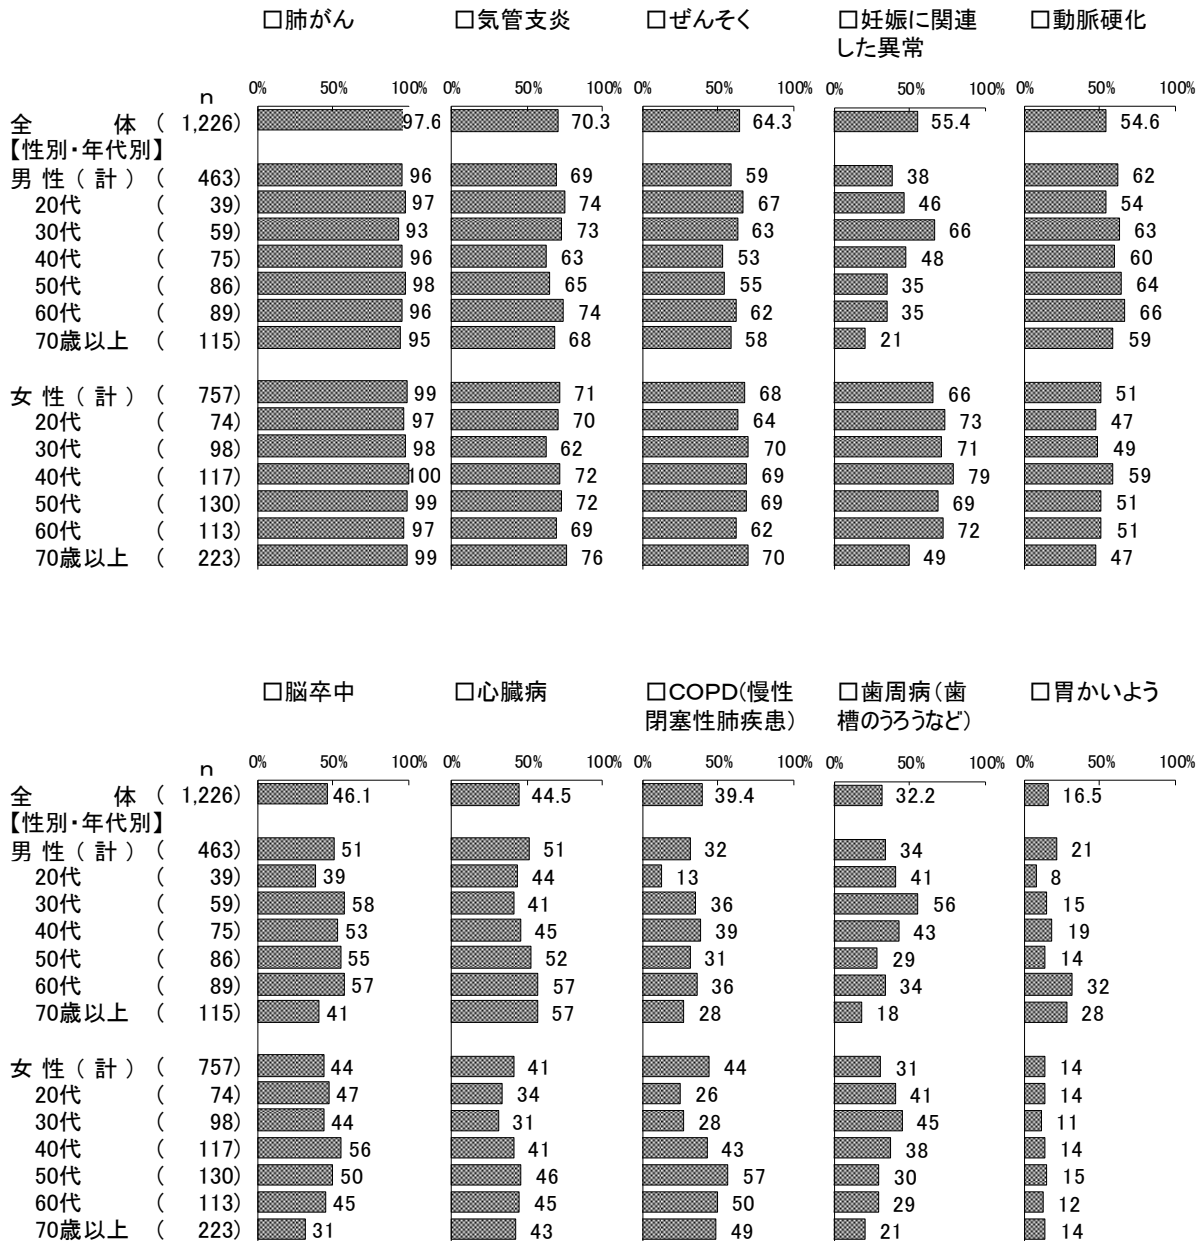 □肺がん □気管支炎 □ぜんそく □妊娠に関連 □動脈硬化
した異常
0% 50% 100% 0% 50% 100% 0% 50% 100% 0% 50% 100% 0% 50% 100%
n
全 体 ( 1,226) 97.6 70.3 64.3 55.4 54.6
【性別・年代別】
男 性 ( 計 ) ( 463) 96 69 59 38 62
20代 ( 39) 97 74 67 46 54
30代 ( 59) 93 73 63 66 63
40代 ( 75) 96 63 53 48 60
50代 ( 86) 98 65 55 35 64
60代 ( 89) 96 74 62 35 66
70歳以上 ( 115) 95 68 58 21 59
女 性 ( 計 ) ( 757) 99 71 68 66 51
20代 ( 74) 97 70 64 73 47
30代 ( 98) 98 62 70 71 49
40代 ( 117) 100 72 69 79 59
50代 ( 130) 99 72 69 69 51
60代 ( 113) 97 69 62 72 51
70歳以上 ( 223) 99 76 70 49 47
□脳卒中 □心臓病 □COPD(慢性 □歯周病(歯 □胃かいよう
閉塞性肺疾患) 槽のうろうなど)
0% 50% 100% 0% 50% 100% 0% 50% 100% 0% 50% 100% 0% 50% 100%
n
全 体 ( 1,226) 46.1 44.5 39.4 32.2 16.5
【性別・年代別】
男 性 ( 計 ) ( 463) 51 51 32 34 21
20代 ( 39) 39 44 13 41 8
30代 ( 59) 58 41 36 56 15
40代 ( 75) 53 45 39 43 19
50代 ( 86) 55 52 31 29 14
60代 ( 89) 57 57 36 34 32
70歳以上 ( 115) 41 57 28 18 28
女 性 ( 計 ) ( 757) 44 41 44 31 14
20代 ( 74) 47 34 26 41 14
30代 ( 98) 44 31 28 45 11
40代 ( 117) 56 41 43 38 14
50代 ( 130) 50 46 57 30 15
60代 ( 113) 45 45 50 29 12
70歳以上 ( 223) 31 43 49 21 14